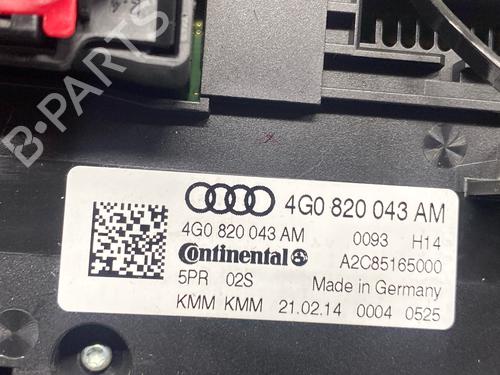 B-PARTS
4G0 820 043 AM
4G0 820 043 AM 0093 H14
Continental A2C85165000
5PR 02S Made in Germany
KMM KMM 21.02.14 0004 0525